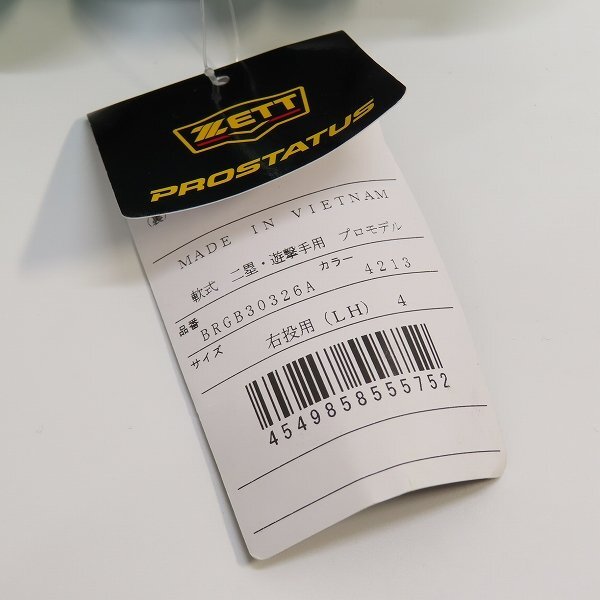 ZETT
PROSTATUS
(裏)
MADE IN VIETNAM
軟式 二塁・遊撃手用 プロモデル
品番 BRGB30326A カラー 4213
サイズ 右投用(LH) 4
4549858555752